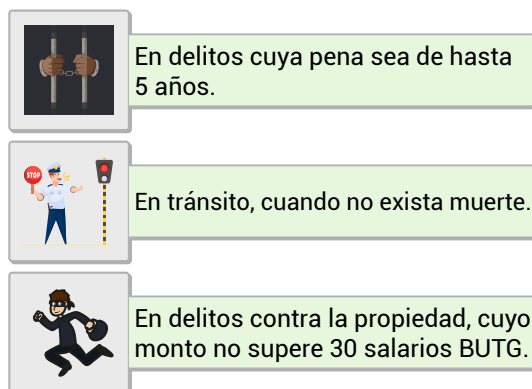 En delitos cuya pena sea de hasta
5 años.
STOP
En tránsito, cuando no exista muerte.
En delitos contra la propiedad, cuyo
monto no supere 30 salarios BUTG.